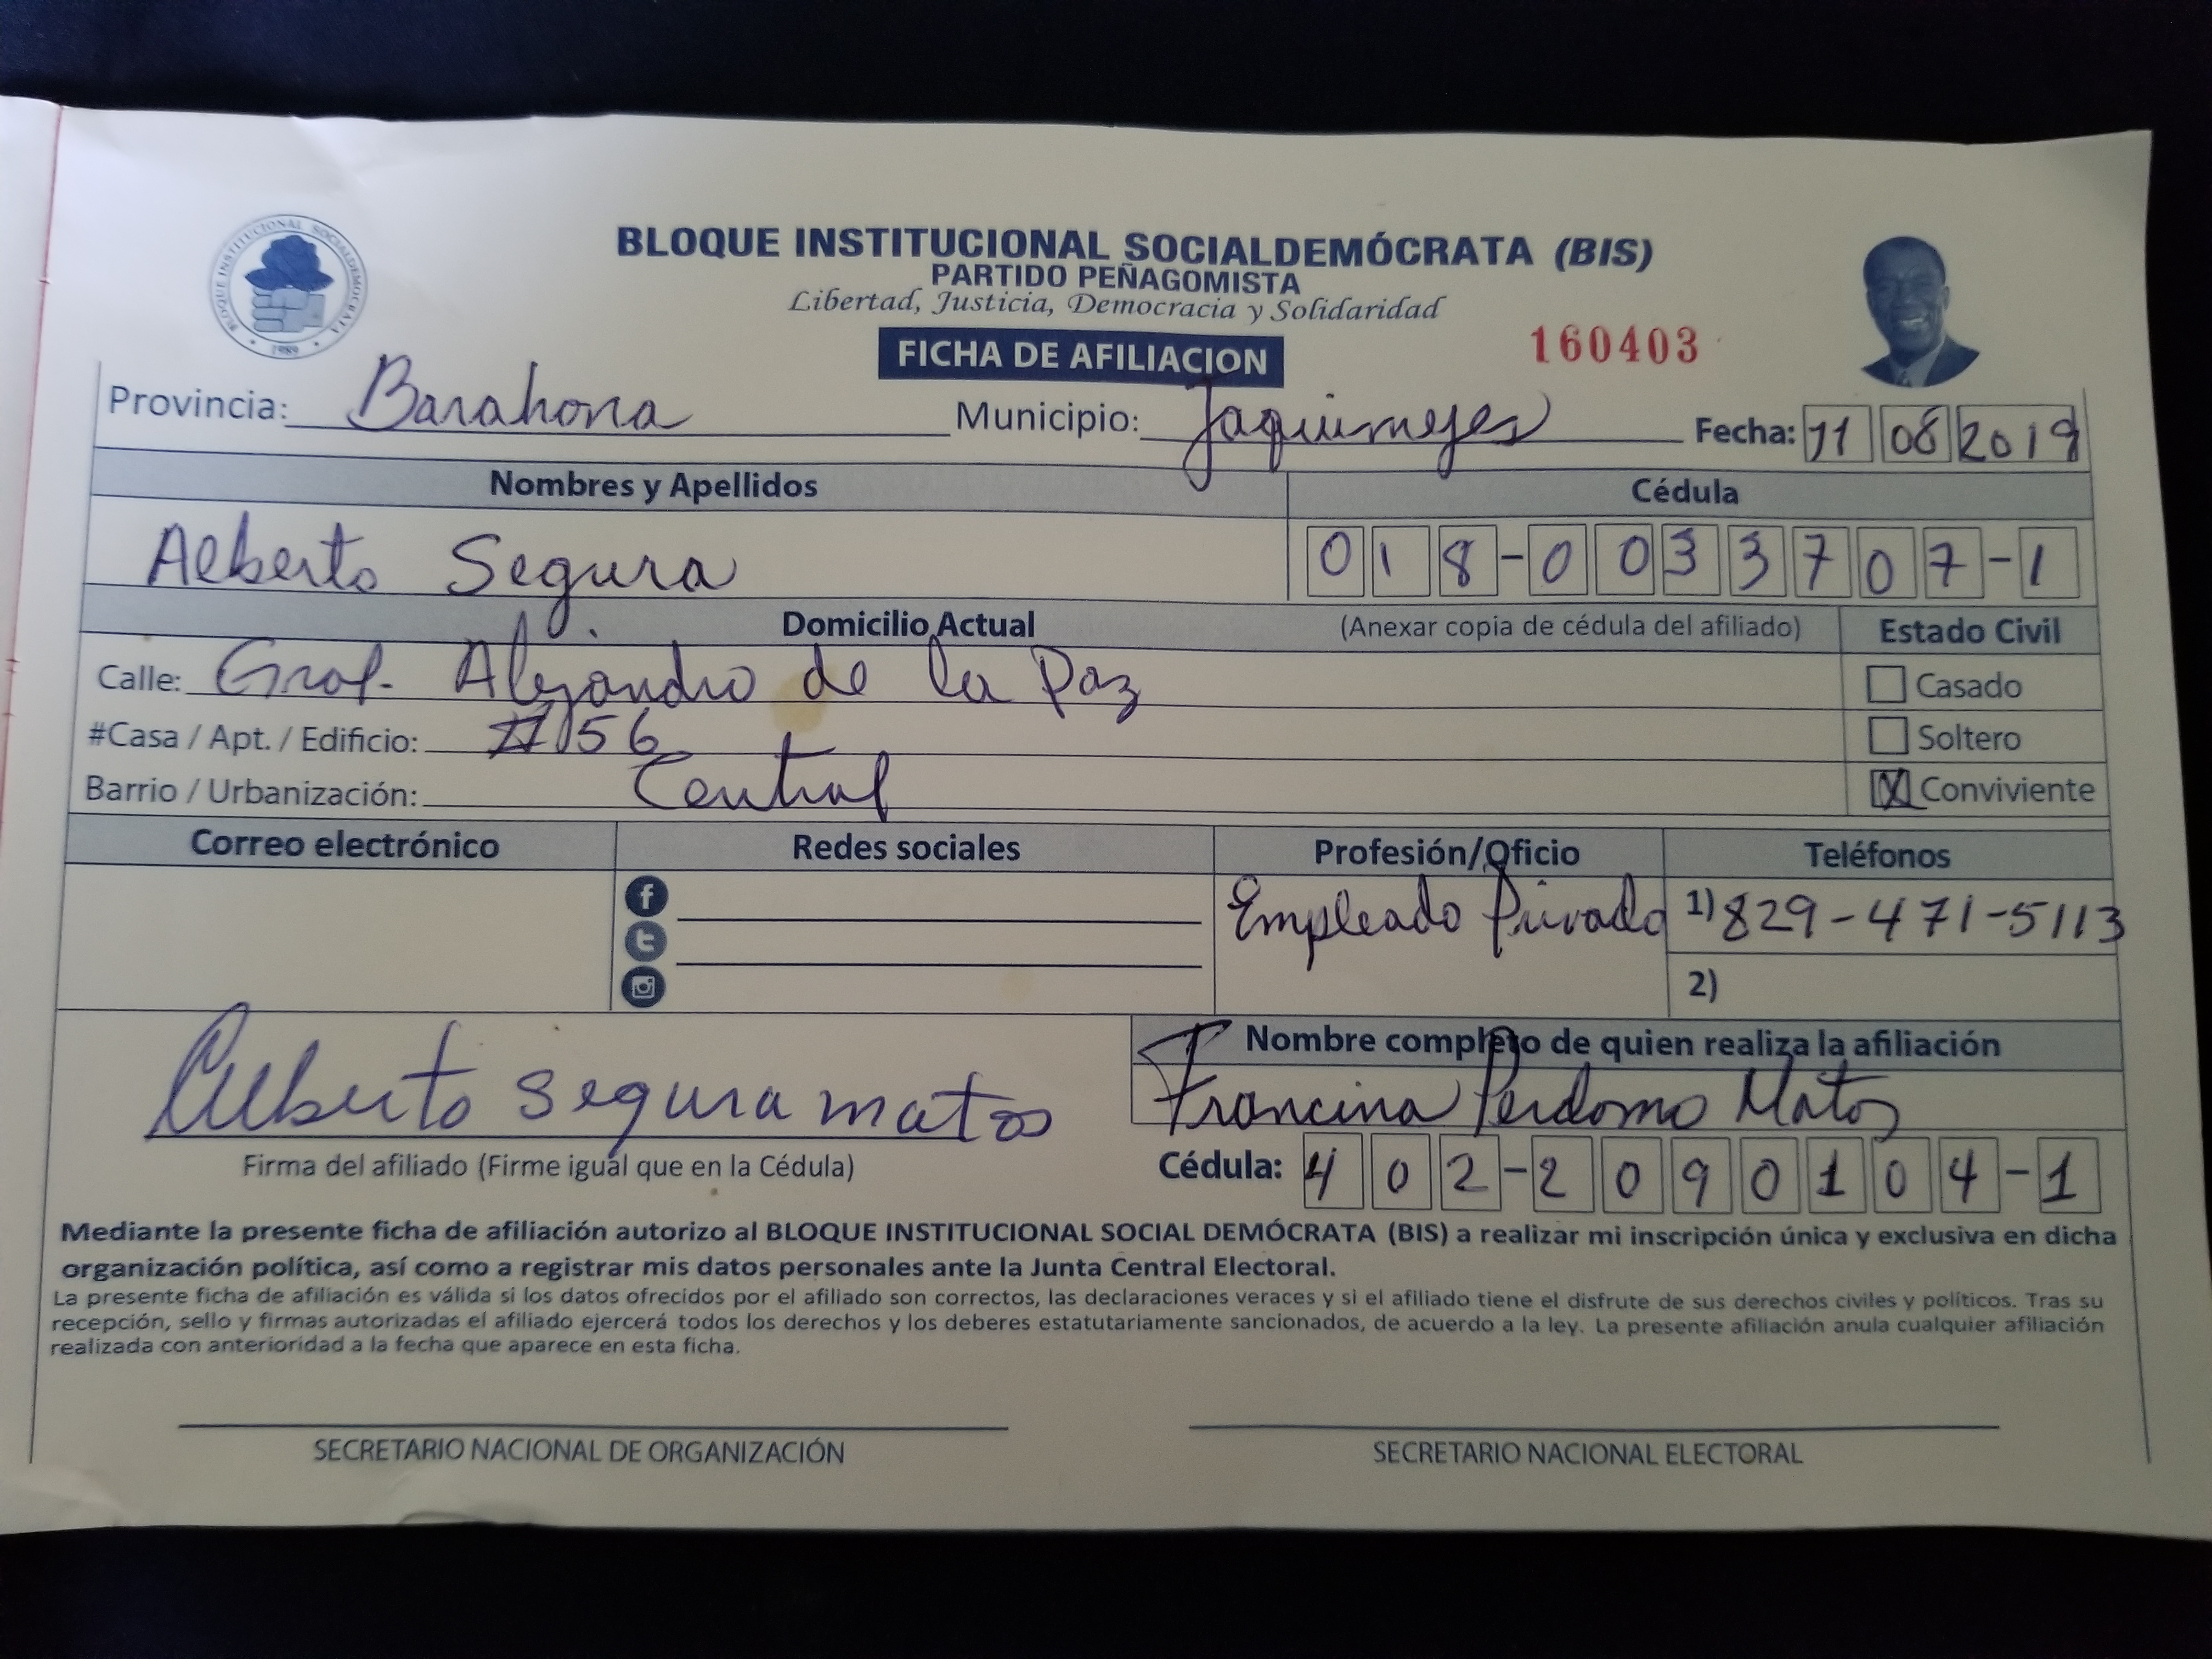 BLOQUE INSTITUCIONAL SOCIALDEMOCRATA
1989
BLOQUE INSTITUCIONAL SOCIALDEMÓCRATA (BIS)
PARTIDO PEÑAGOMISTA
Libertad, Justicia, Democracia y Solidaridad
FICHA DE AFILIACION
160403
Provincia: Barahona Municipio: Jaquimeyes Fecha: 11 08 2019
Nombres y Apellidos Cédula
Alberto Segura 018-0033707-1
Domicilio Actual (Anexar copia de cédula del afiliado) Estado Civil
Calle: Gral. Alejandro de la Paz Casado
#Casa / Apt. / Edificio: #156 Soltero
Barrio / Urbanización: Central X Conviviente
Correo electrónico Redes sociales Profesión/Oficio Teléfonos
Empleado Privado 1) 829-471-5113
2)
Nombre completo de quien realiza la afiliación
Alberto segura matos Francina Perdomo Matos
Firma del afiliado (Firme igual que en la Cédula) Cédula: 402-2090104-1
Mediante la presente ficha de afiliación autorizo al BLOQUE INSTITUCIONAL SOCIAL DEMÓCRATA (BIS) a realizar mi inscripción única y exclusiva en dicha
organización política, así como a registrar mis datos personales ante la Junta Central Electoral.
La presente ficha de afiliación es válida si los datos ofrecidos por el afiliado son correctos, las declaraciones veraces y si el afiliado tiene el disfrute de sus derechos civiles y políticos. Tras su
recepción, sello y firmas autorizadas el afiliado ejercerá todos los derechos y los deberes estatutariamente sancionados, de acuerdo a la ley. La presente afiliación anula cualquier afiliación
realizada con anterioridad a la fecha que aparece en esta ficha.
SECRETARIO NACIONAL DE ORGANIZACIÓN SECRETARIO NACIONAL ELECTORAL